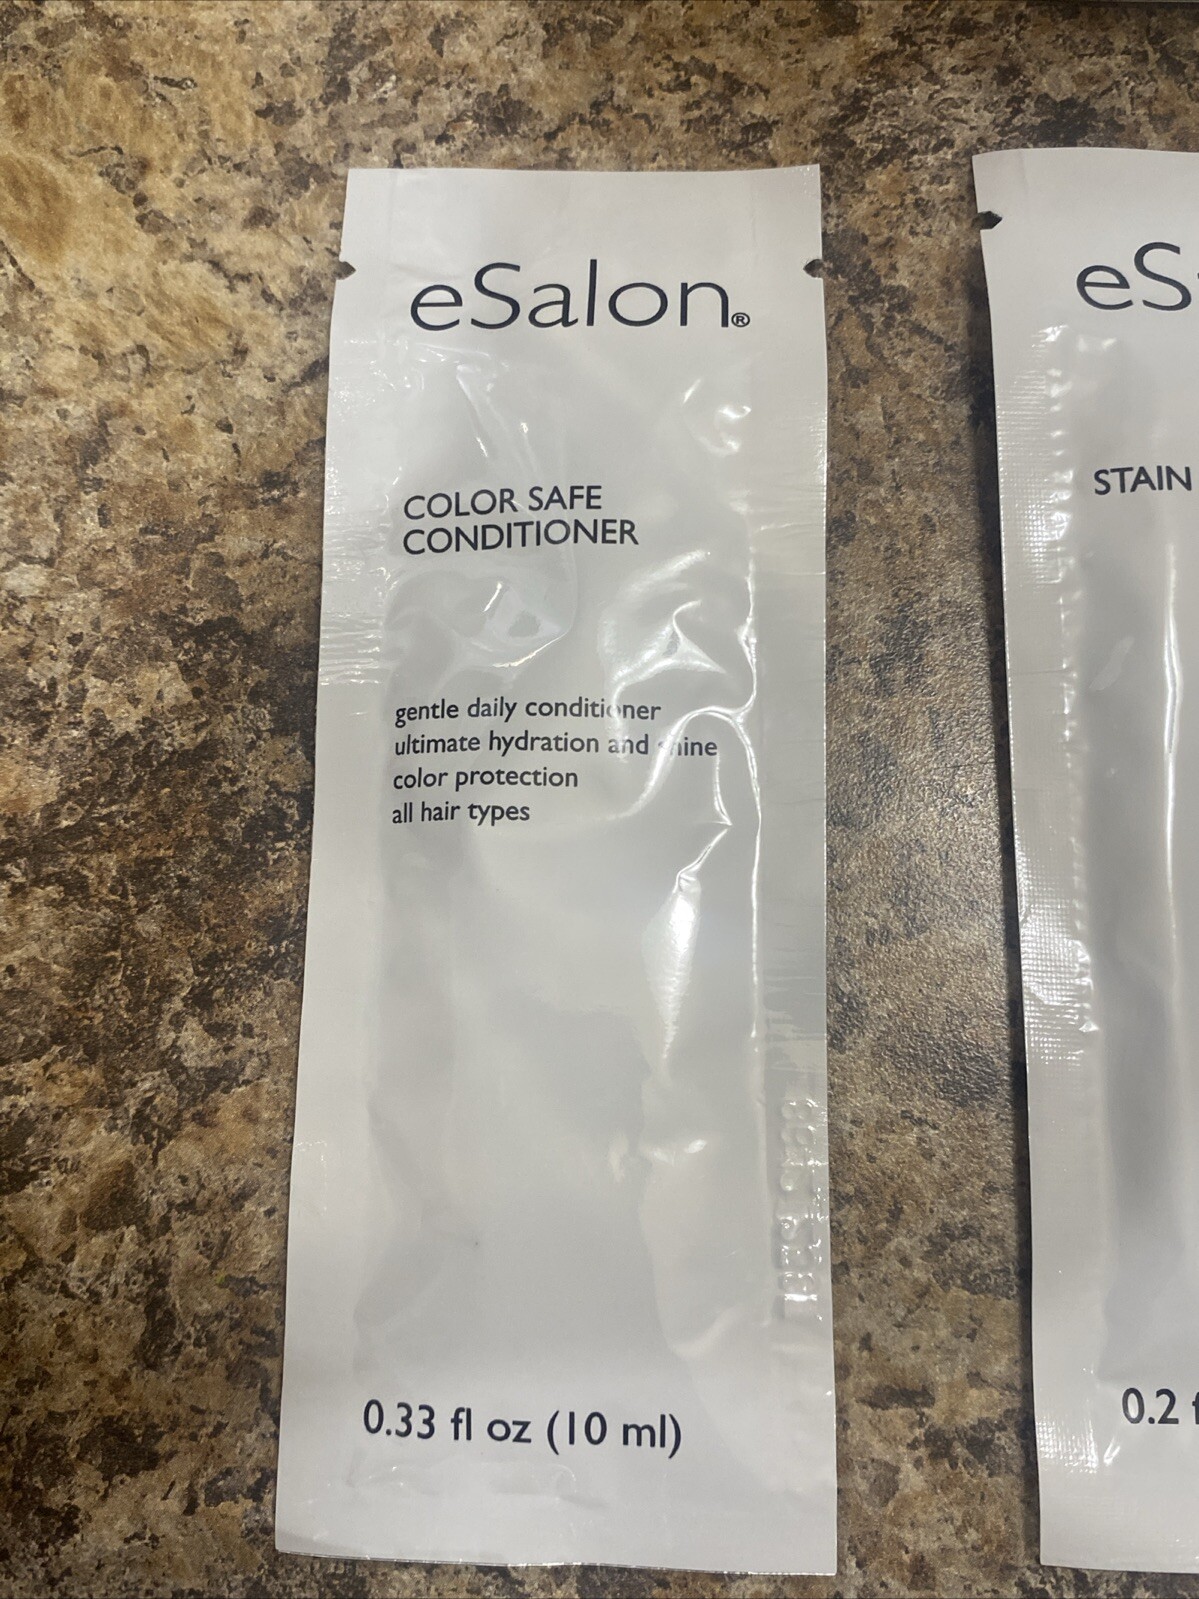 eSalon®
COLOR SAFE
CONDITIONER
gentle daily conditioner
ultimate hydration and shine
color protection
all hair types
0.33 fl oz (10 ml)
eS
STAIN
0.2 f